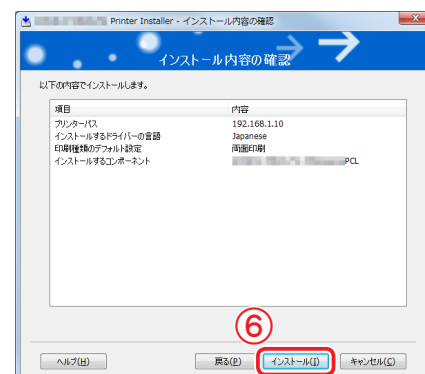 Printer Installer - インストール内容の確認
インストール内容の確認
以下の内容でインストールします。
項目 内容
プリンターパス 192.168.1.10
インストールするドライバーの言語 Japanese
印刷種類のデフォルト設定 両面印刷
インストールするコンポーネント PCL
⑥
ヘルプ(H) 戻る(P) インストール(I) キャンセル(C)